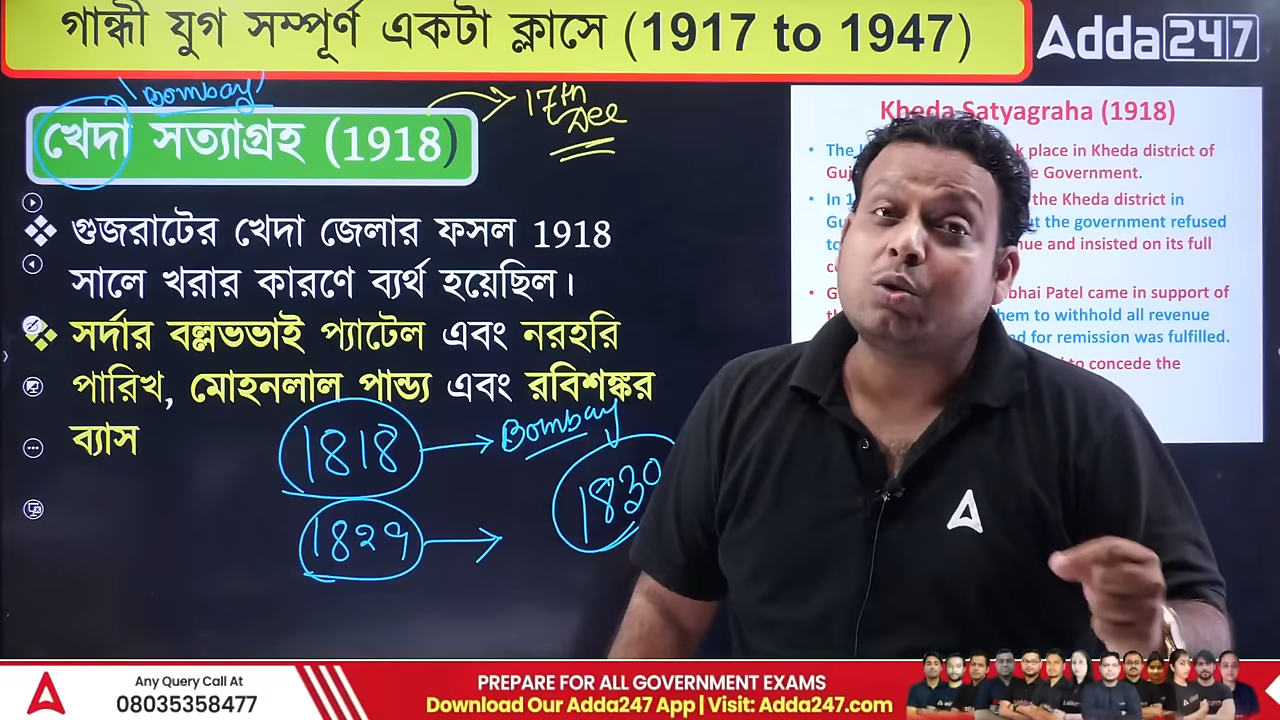 গান্ধী যুগ সম্পূর্ণ একটা ক্লাসে (1917 to 1947)
Adda247
Bombay
17th Dec
খেদা সত্যাগ্রহ (1918)
গুজরাটের খেদা জেলার ফসল 1918
সালে খরার কারণে ব্যর্থ হয়েছিল।
সর্দার বল্লভভাই প্যাটেল এবং নরহরি
পারিখ, মোহনলাল পান্ড্য এবং রবিশঙ্কর
ব্যাস
1818
Bombay
1830
1829
Kheda Satyagraha (1918)
The place in Kheda district of
Guj e Government.
In 1 the Kheda district in
Gu t the government refused
to nue and insisted on its full
G bhai Patel came in support of
th hem to withhold all revenue
d for remission was fulfilled.
to concede the
Any Query Call At
08035358477
PREPARE FOR ALL GOVERNMENT EXAMS
Download Our Adda247 App | Visit: Adda247.com